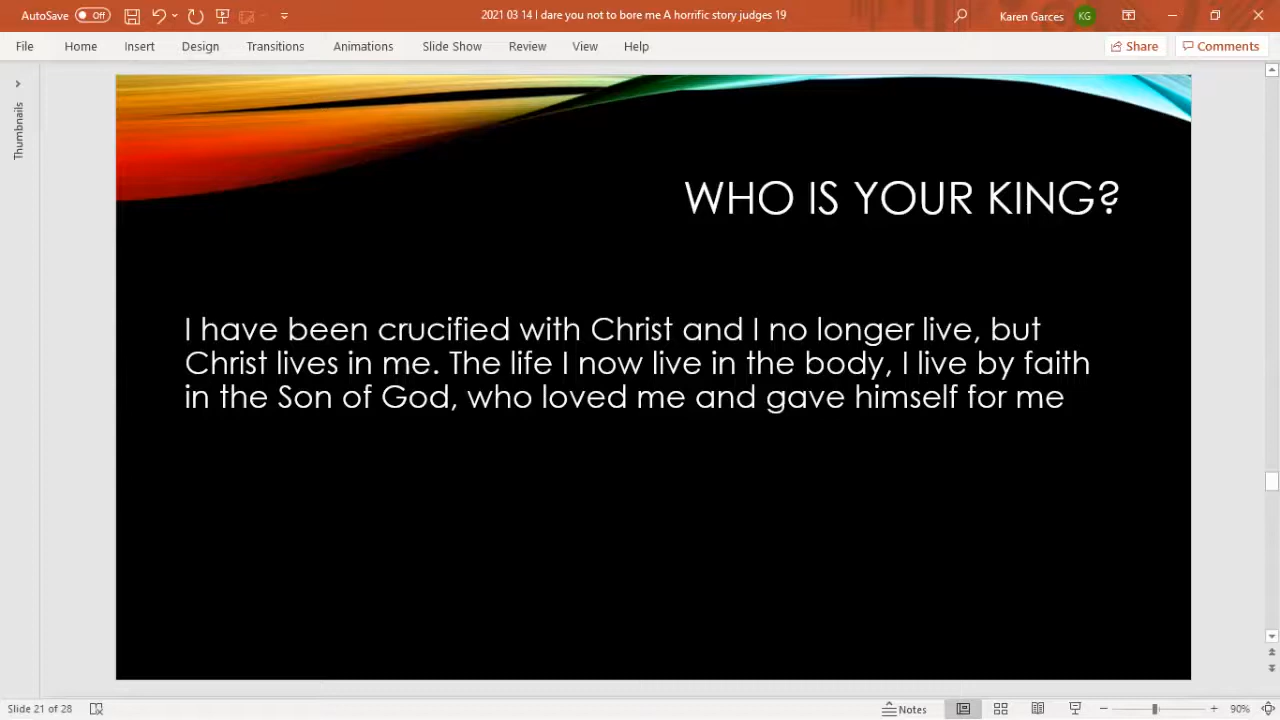 AutoSave Off 2021 03 14 I dare you not to bore me A horrific story judges 19 Karen Garces KG
File Home Insert Design Transitions Animations Slide Show Review View Help Share Comments
Thumbnails
WHO IS YOUR KING?
I have been crucified with Christ and I no longer live, but
Christ lives in me. The life I now live in the body, I live by faith
in the Son of God, who loved me and gave himself for me
Slide 21 of 28 Notes 90%